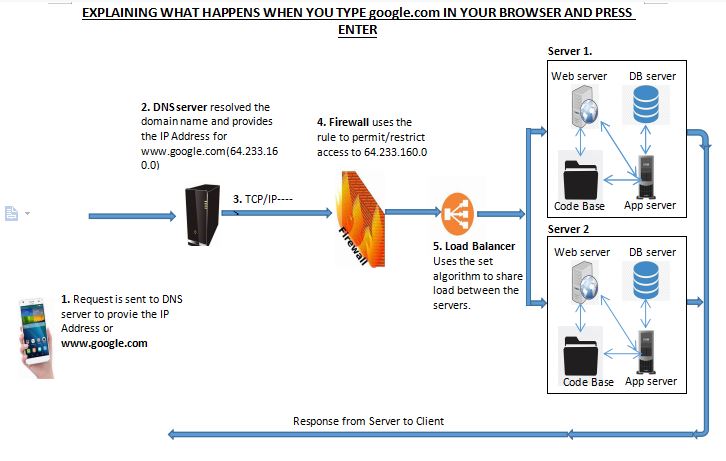 EXPLAINING WHAT HAPPENS WHEN YOU TYPE google.com IN YOUR BROWSER AND PRESS
ENTER
Server 1.
Web server
DB server
2. DNS server resolved the
domain name and provides
the IP Address for
www.google.com(64.233.16
0.0)
4. Firewall uses the
rule to permit/restrict
access to 64.233.160.0
3. TCP/IP----
Code Base
App server
Firewall
Server 2
5. Load Balancer
Uses the set
algorithm to share
load between the
servers.
Web server
DB server
1. Request is sent to DNS
server to provie the IP
Address or
www.google.com
Code Base
App server
Response from Server to Client